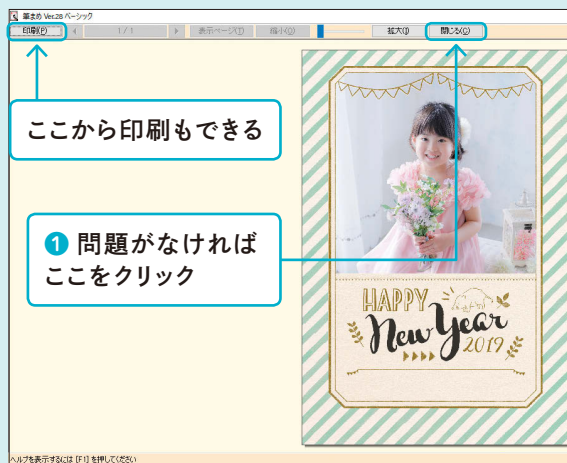 筆まめ Ver.28 ベーシック
印刷(P)
1 / 1
表示ページ(T)
縮小(O)
拡大(I)
閉じる(C)
ここから印刷もできる
❶ 問題がなければ
ここをクリック
HAPPY
New Year
2019
ヘルプを表示するには [F1] を押してください